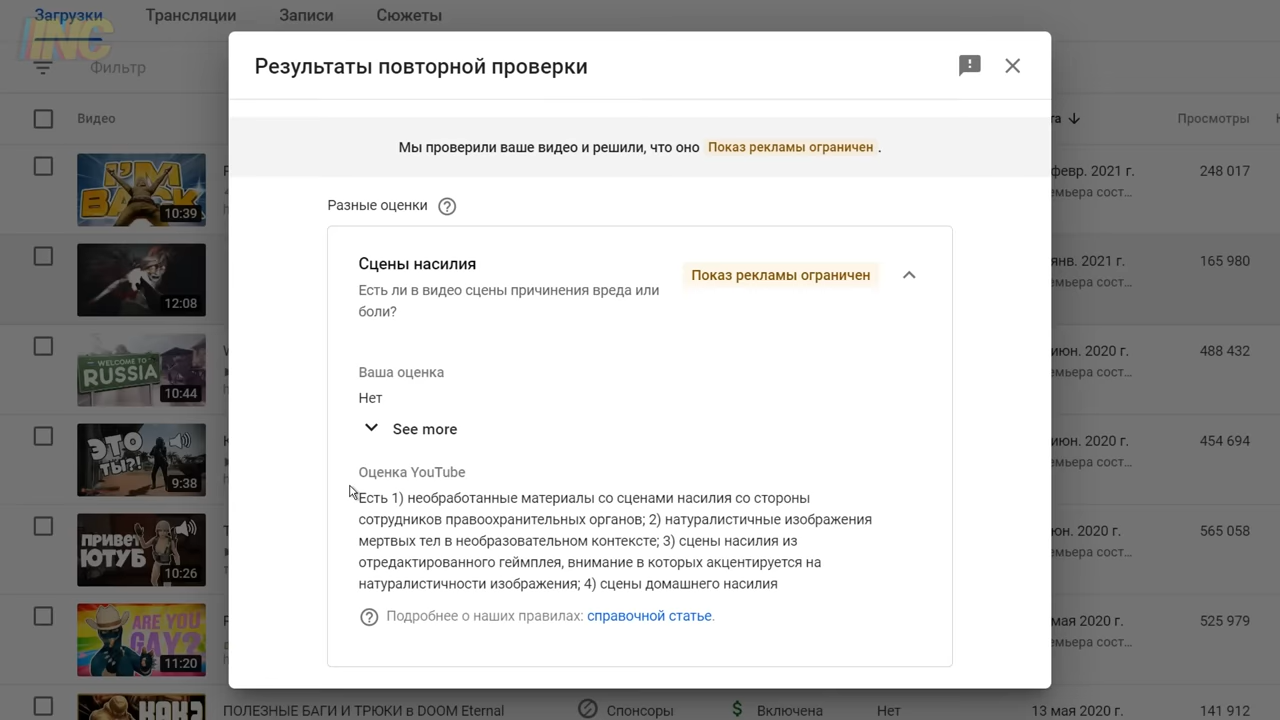 Загрузки Трансляции Записи Сюжеты
INC
Фильтр
Результаты повторной проверки
Видео
Просмотры
Мы проверили ваше видео и решили, что оно Показ рекламы ограничен .
Разные оценки
Сцены насилия
Показ рекламы ограничен
Есть ли в видео сцены причинения вреда или
боли?
Ваша оценка
Нет
See more
Оценка YouTube
Есть 1) необработанные материалы со сценами насилия со стороны
сотрудников правоохранительных органов; 2) натуралистичные изображения
мертвых тел в необразовательном контексте; 3) сцены насилия из
отредактированного геймплея, внимание в которых акцентируется на
натуралистичности изображения; 4) сцены домашнего насилия
Подробнее о наших правилах: справочной статье.
I'M BACK
10:39
февр. 2021 г. 248 017
12:08
янв. 2021 г. 165 980
WELCOME TO
RUSSIA
10:44
июн. 2020 г. 488 432
ЭТО
ТЫ?!
9:38
июн. 2020 г. 454 694
ПРИВЕТ
ЮТУБ
10:26
565 058
ARE YOU
GAY?
11:20
мая 2020 г. 525 979
КАК?
ПОЛЕЗНЫЕ БАГИ И ТРЮКИ в DOOM Eternal Спонсоры $ Включена Нет 13 мая 2020 г. 141 912